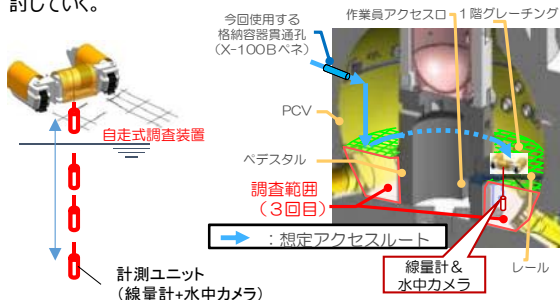 討していく。
自走式調査装置
計測ユニット
(線量計+水中カメラ)
今回使用する
格納容器貫通孔
(X-100Bペネ)
作業員アクセスロ
1階グレーチング
PCV
ペデスタル
調査範囲
(3回目)
:想定アクセスルート
線量計&
水中カメラ
レール